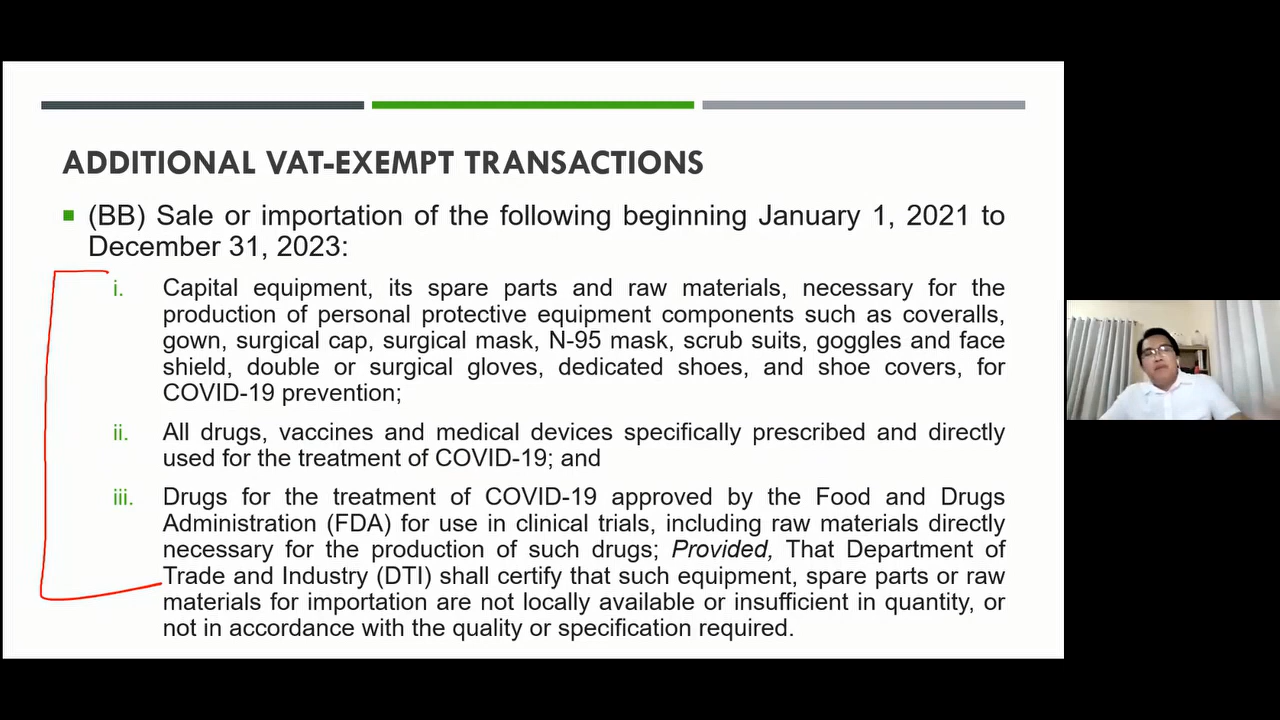 ADDITIONAL VAT-EXEMPT TRANSACTIONS
(BB) Sale or importation of the following beginning January 1, 2021 to
December 31, 2023:
i. Capital equipment, its spare parts and raw materials, necessary for the
production of personal protective equipment components such as coveralls,
gown, surgical cap, surgical mask, N-95 mask, scrub suits, goggles and face
shield, double or surgical gloves, dedicated shoes, and shoe covers, for
COVID-19 prevention;
ii. All drugs, vaccines and medical devices specifically prescribed and directly
used for the treatment of COVID-19; and
iii. Drugs for the treatment of COVID-19 approved by the Food and Drugs
Administration (FDA) for use in clinical trials, including raw materials directly
necessary for the production of such drugs; Provided, That Department of
Trade and Industry (DTI) shall certify that such equipment, spare parts or raw
materials for importation are not locally available or insufficient in quantity, or
not in accordance with the quality or specification required.